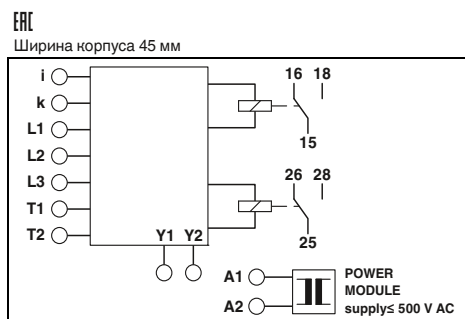 EAC
Ширина корпуса 45 мм
i
k
L1
L2
L3
T1
T2
Y1 Y2
16 18
15
26 28
25
A1
A2
POWER
MODULE
supply≤ 500 V AC